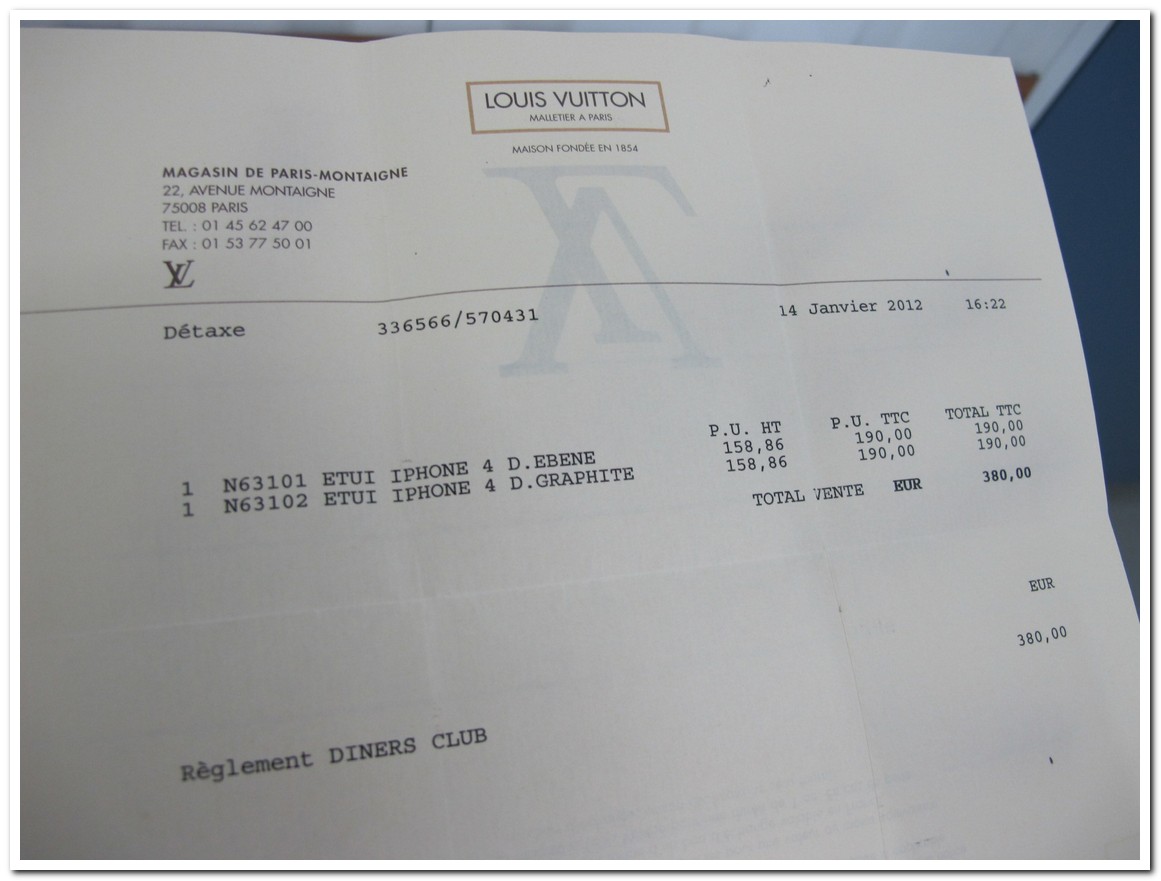 LOUIS VUITTON
MALLETIER A PARIS
MAISON FONDÉE EN 1854
MAGASIN DE PARIS-MONTAIGNE
22, AVENUE MONTAIGNE
75008 PARIS
TEL. : 01 45 62 47 00
FAX : 01 53 77 50 01
LV
Détaxe 336566/570431 14 Janvier 2012 16:22
P.U. HT P.U. TTC TOTAL TTC
1 N63101 ETUI IPHONE 4 D.EBENE 158,86 190,00 190,00
1 N63102 ETUI IPHONE 4 D.GRAPHITE 158,86 190,00 190,00
TOTAL VENTE EUR 380,00
EUR
380,00
Règlement DINERS CLUB